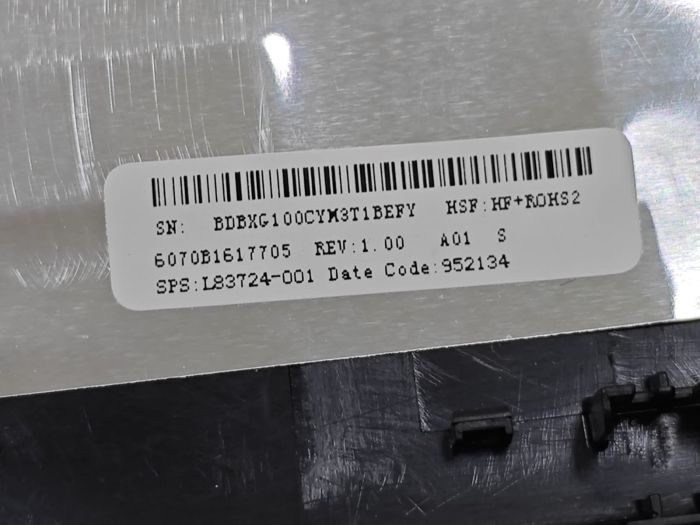 SN: BDBXG100CYM3T1BEFY HSF:HF+ROHS2
6070B1617705 REV:1.00 A01 S
SPS:L83724-001 Date Code:952134